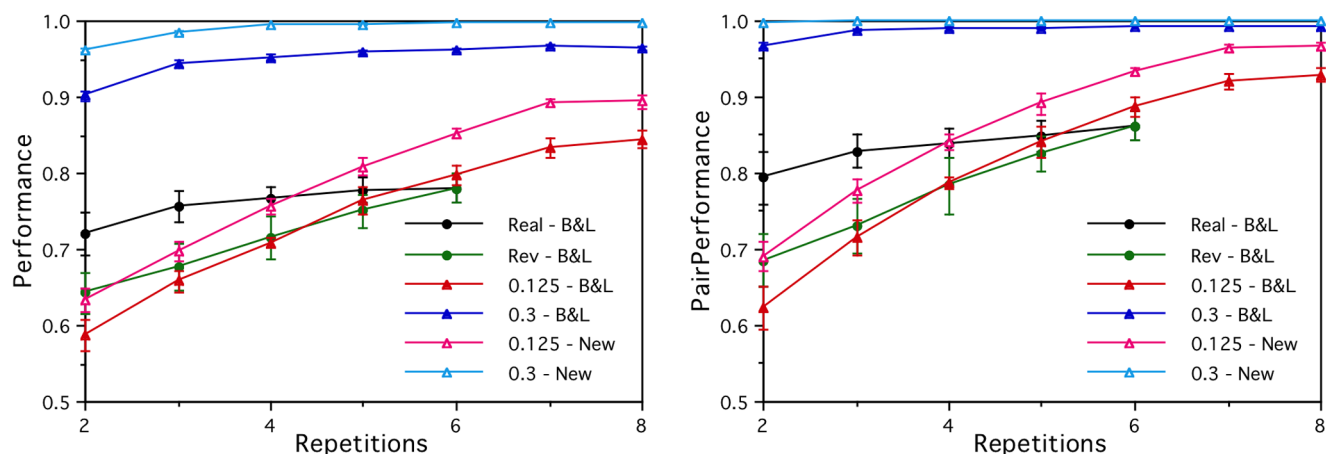 Performance
1.0
0.9
0.8
0.7
0.6
0.5
2
4
6
8
Repetitions
Real - B&L
Rev - B&L
0.125 - B&L
0.3 - B&L
0.125 - New
0.3 - New
PairPerformance
1.0
0.9
0.8
0.7
0.6
0.5
2
4
6
8
Repetitions
Real - B&L
Rev - B&L
0.125 - B&L
0.3 - B&L
0.125 - New
0.3 - New